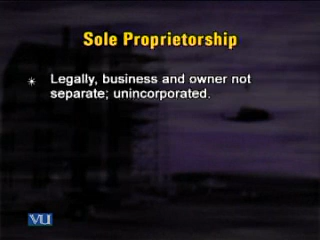 Sole Proprietorship
* Legally, business and owner not
separate; unincorporated.
VU